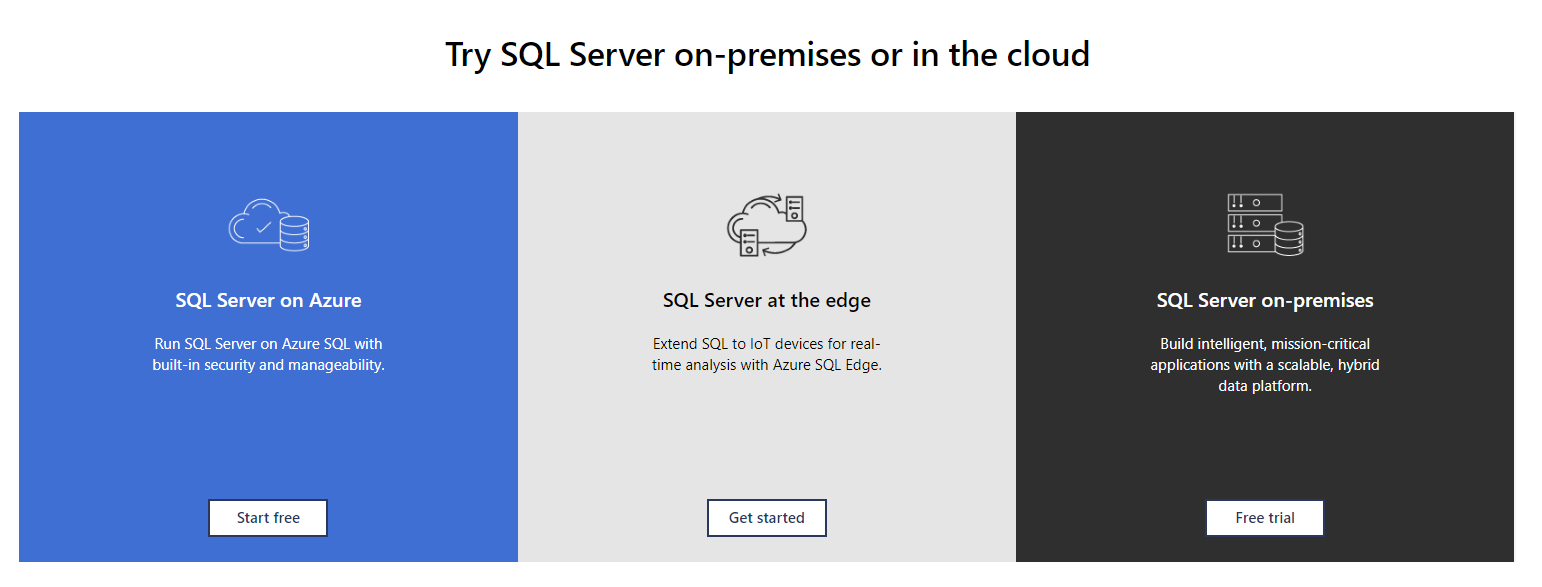 Try SQL Server on-premises or in the cloud
SQL Server on Azure
Run SQL Server on Azure SQL with
built-in security and manageability.
Start free
SQL Server at the edge
Extend SQL to IoT devices for real-
time analysis with Azure SQL Edge.
Get started
SQL Server on-premises
Build intelligent, mission-critical
applications with a scalable, hybrid
data platform.
Free trial